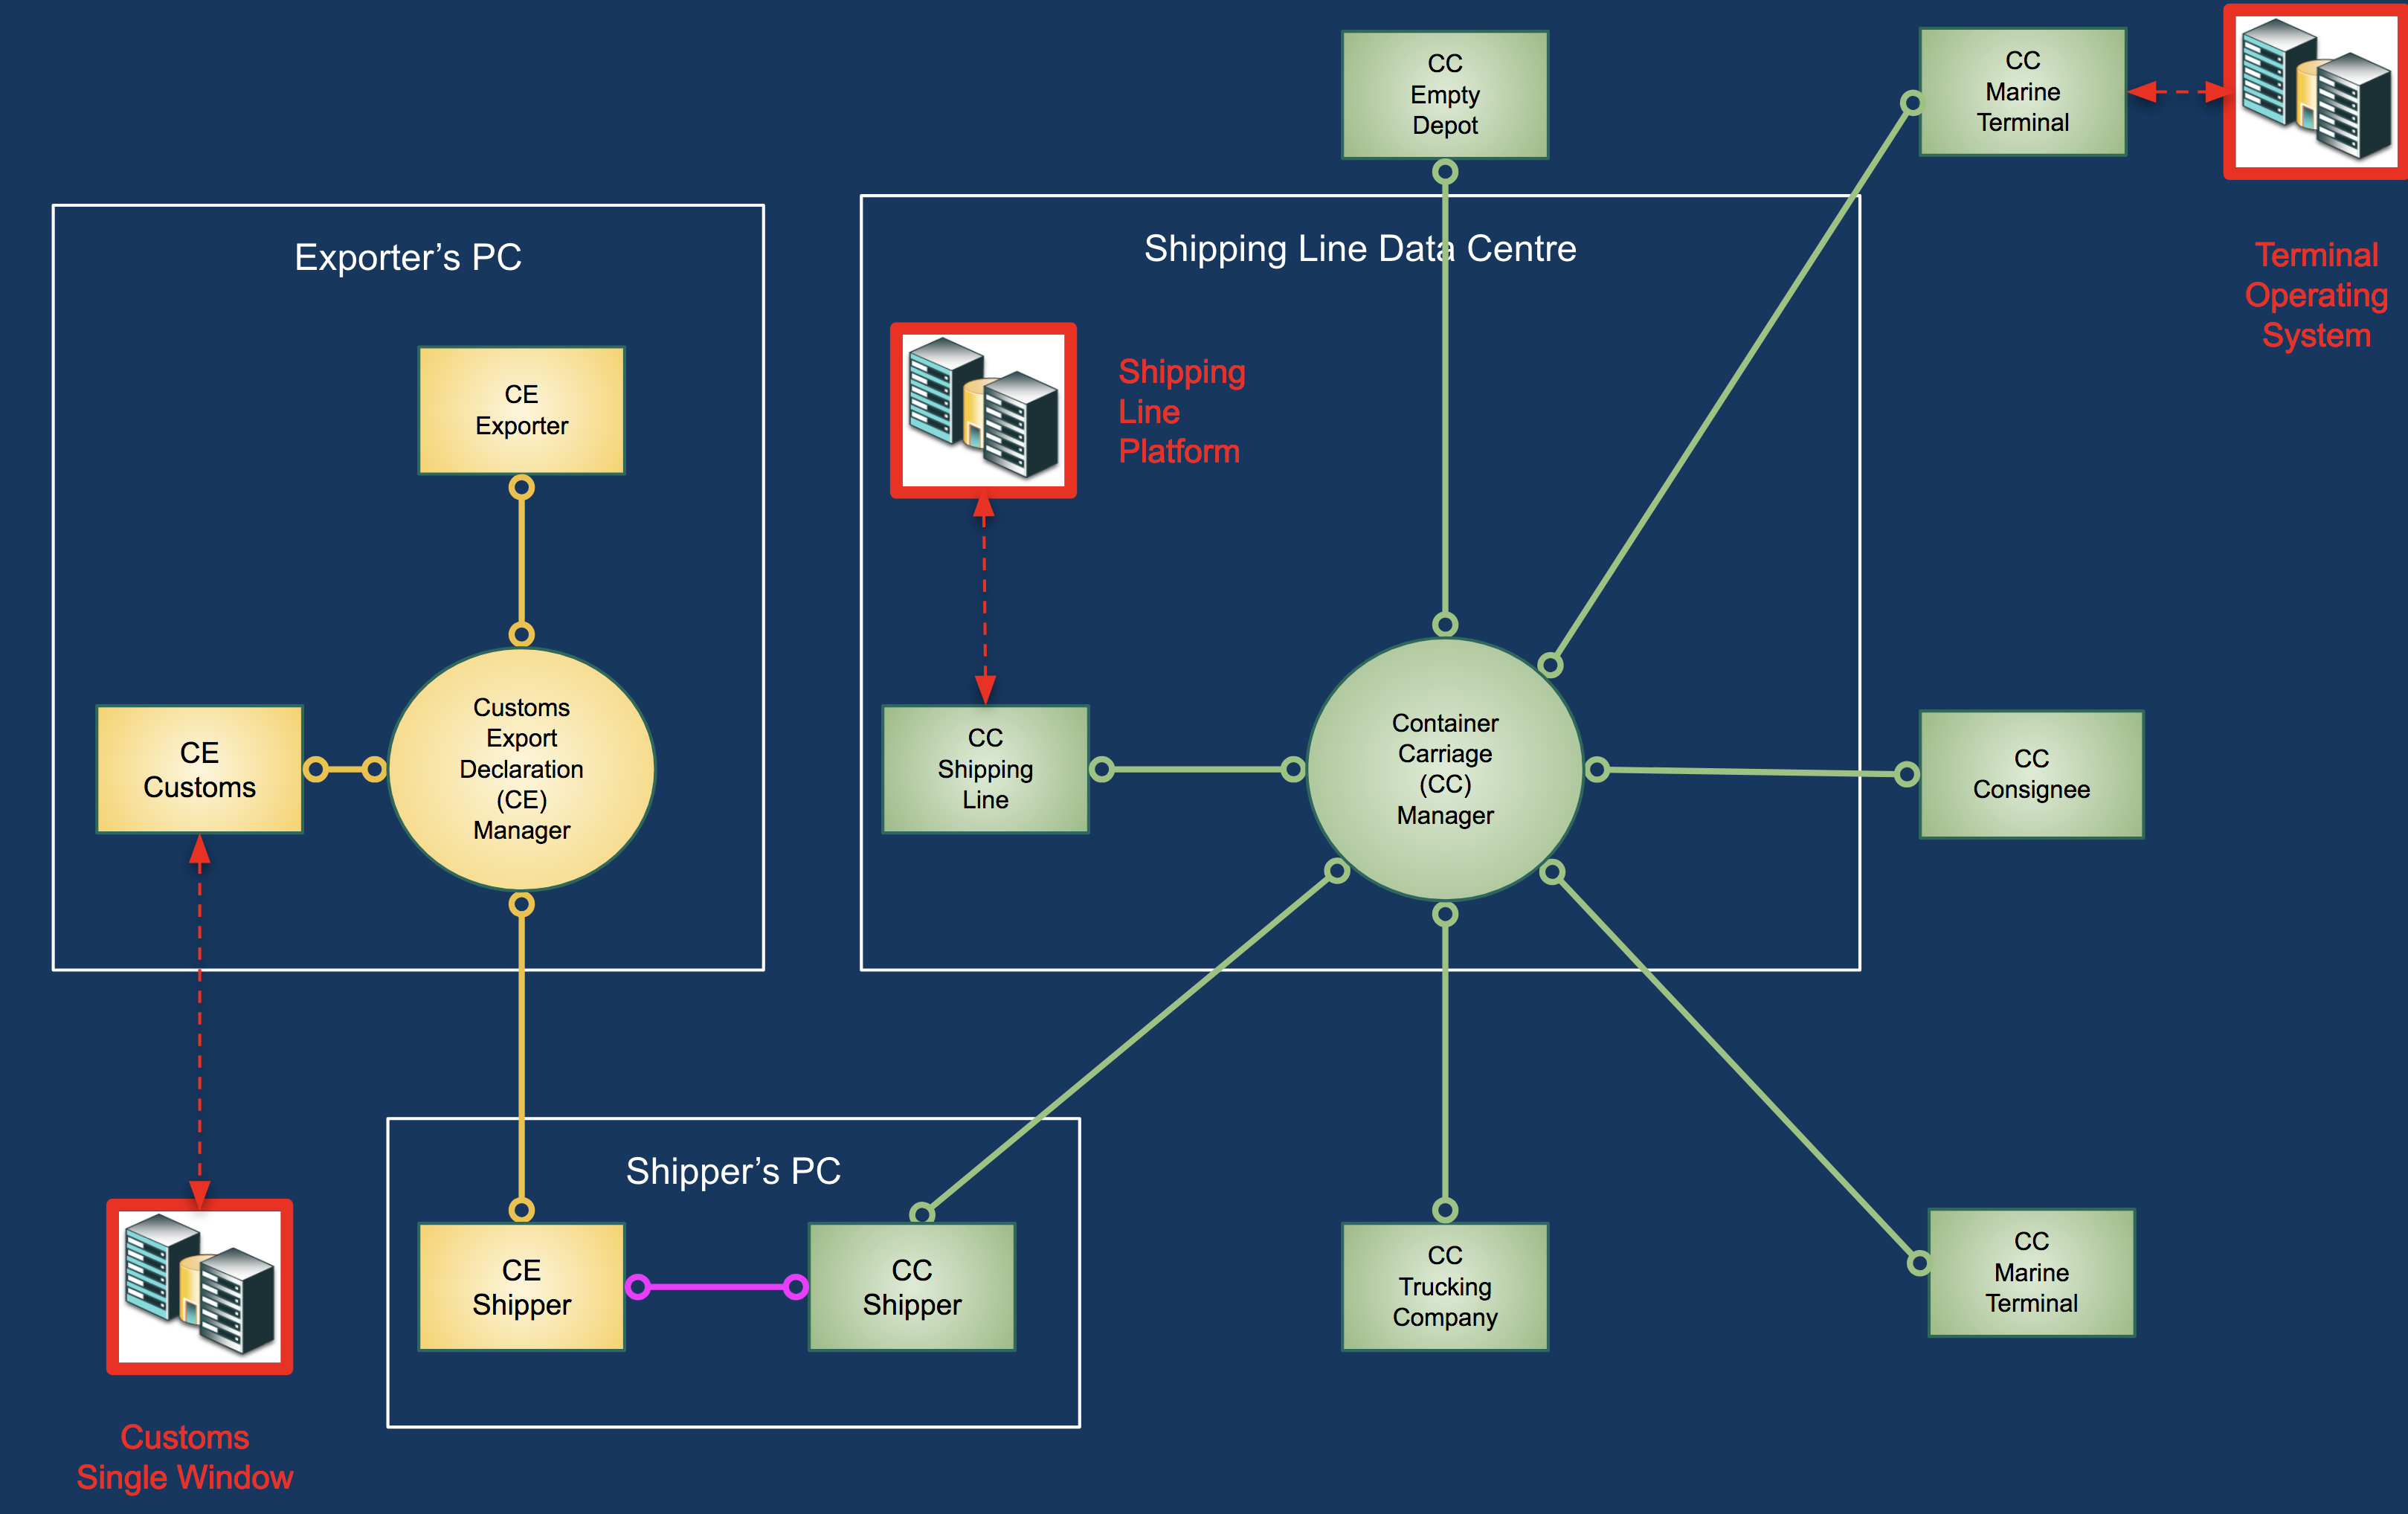 CC
Empty
Depot
CC
Marine
Terminal
Exporter’s PC
Shipping Line Data Centre
Terminal
Operating
System
CE
Exporter
Shipping
Line
Platform
CE
Customs
Customs
Export
Declaration
(CE)
Manager
CC
Shipping
Line
Container
Carriage
(CC)
Manager
CC
Consignee
Shipper’s PC
CE
Shipper
CC
Shipper
CC
Trucking
Company
CC
Marine
Terminal
Customs
Single Window